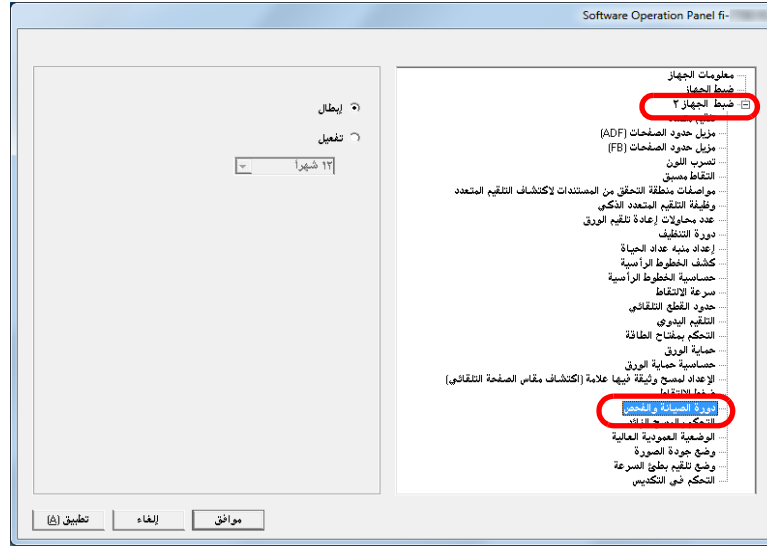 Software Operation Panel fi-
معلومات الجهاز
ضبط الجهاز
ضبط الجهاز ٢
مزيل حدود الصفحات (ADF)
مزيل حدود الصفحات (FB)
تسرب اللون
التقاط مسبق
مواصفات منطقة التحقق من المستندات لاكتشاف التلقيم المتعدد
وظيفة التلقيم المتعدد الذكي
عدد محاولات إعادة تلقيم الورق
دورة التنظيف
إعداد منبه عداد الحياة
كشف الخطوط الرأسية
حساسية الخطوط الرأسية
سرعة الالتقاط
حدود القطع التلقائي
التلقيم اليدوي
التحكم بمفتاح الطاقة
حماية الورق
حساسية حماية الورق
الإعداد لمسح وثيقة فيها علامة (اكتشاف مقاس الصفحة التلقائي)
دورة الصيانة والفحص
الوضعية العمودية العالية
وضع جودة الصورة
وضع تلقيم بطئ السرعة
التحكم في التكديس
إبطال
تفعيل
١٢ شهراً
موافق
إلغاء
تطبيق (A)